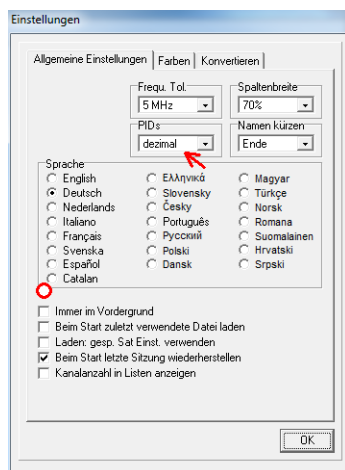 Einstellungen
Allgemeine Einstellungen Farben Konvertieren
Frequ. Tol. Spaltenbreite
5 MHz 70%
PIDs Namen kürzen
dezimal Ende
Sprache
English Ελληνικά Magyar
Deutsch Slovensky Türkçe
Nederlands Česky Norsk
Italiano Português Romana
Français Русский Suomalainen
Svenska Polski Hrvatski
Español Dansk Srpski
Catalan
Immer im Vordergrund
Beim Start zuletzt verwendete Datei laden
Laden: gesp. Sat Einst. verwenden
Beim Start letzte Sitzung wiederherstellen
Kanalanzahl in Listen anzeigen
OK